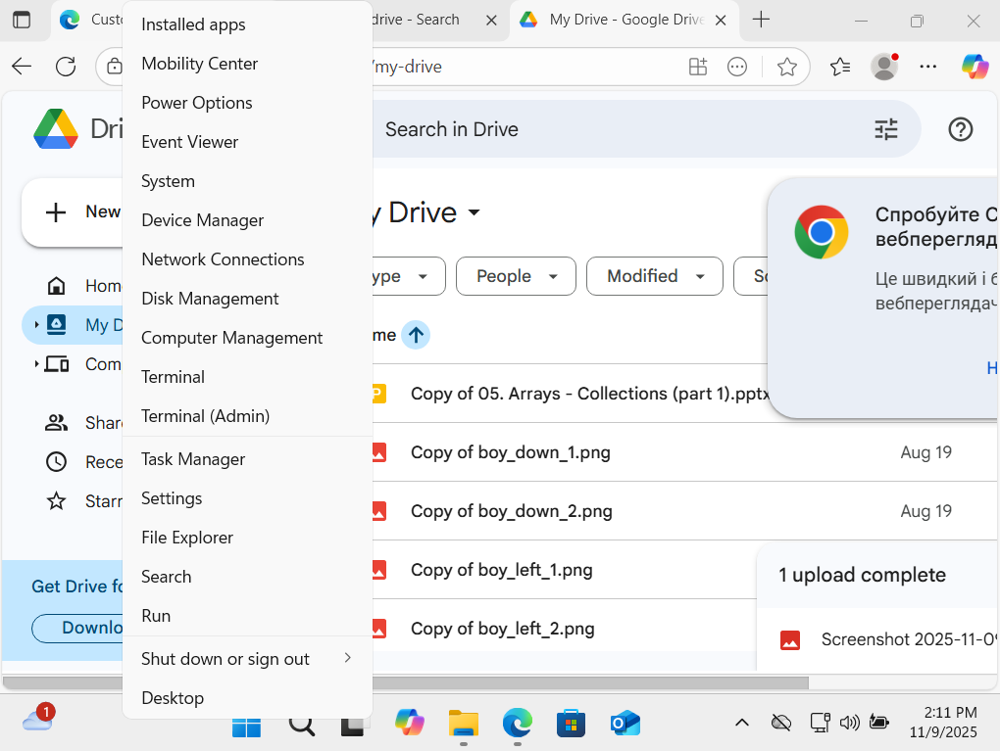 Installed apps
Mobility Center
Power Options
Event Viewer
System
Device Manager
Network Connections
Disk Management
Computer Management
Terminal
Terminal (Admin)
Task Manager
Settings
File Explorer
Search
Run
Shut down or sign out
Desktop
Custo
drive - Search
My Drive - Google Drive
/my-drive
Dri
Search in Drive
New
Home
My D
Com
Share
Rece
Starr
Get Drive fo
Downlo
y Drive
ype
People
Modified
So
me
Copy of 05. Arrays - Collections (part 1).pptx
Copy of boy_down_1.png
Aug 19
Copy of boy_down_2.png
Aug 19
Copy of boy_left_1.png
Copy of boy_left_2.png
Спробуйте C
вебперегляд
Це швидкий і б
вебперегляdач
Н
1 upload complete
Screenshot 2025-11-09
1
2:11 PM
11/9/2025